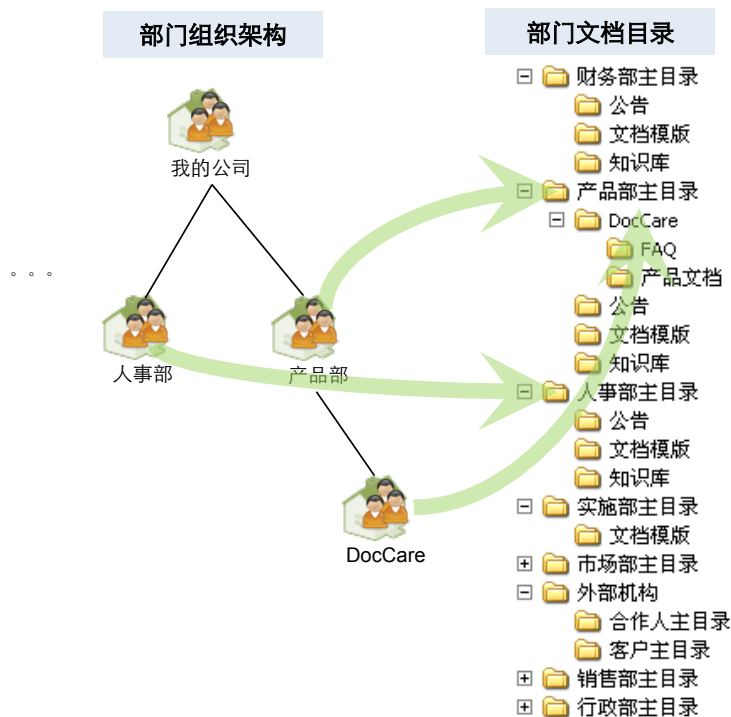 部门组织架构
部门文档目录
我的公司
。。。
人事部
产品部
DocCare
财务部主目录
公告
文档模版
知识库
产品部主目录
DocCare
FAQ
产品文档
公告
文档模版
知识库
人事部主目录
公告
文档模版
知识库
实施部主目录
文档模版
市场部主目录
外部机构
合作人主目录
客户主目录
销售部主目录
行政部主目录